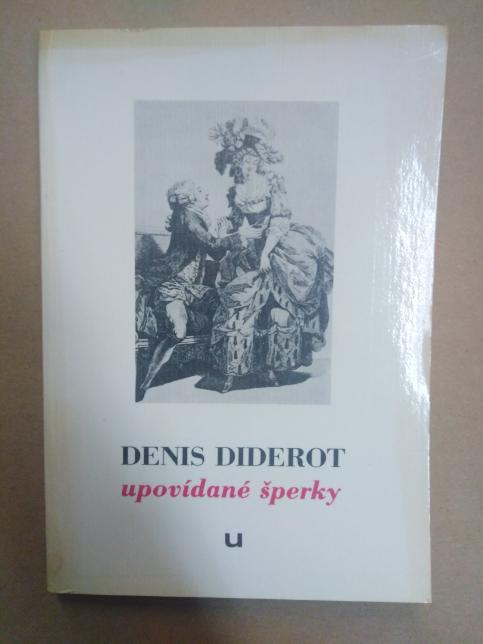 DENIS DIDEROT
upovídané šperky
u